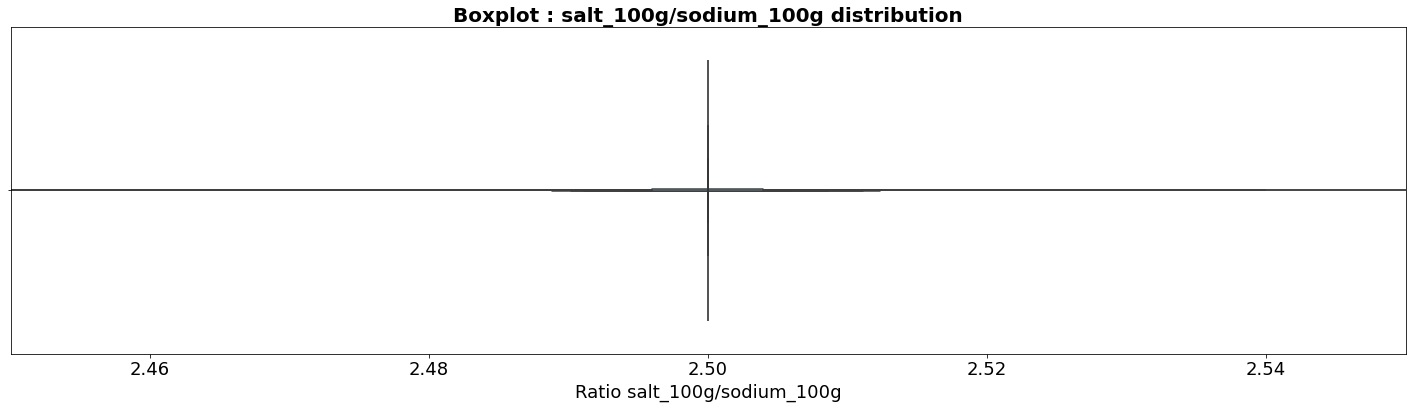 Boxplot : salt_100g/sodium_100g distribution
2.46 2.48 2.50 2.52 2.54
Ratio salt_100g/sodium_100g